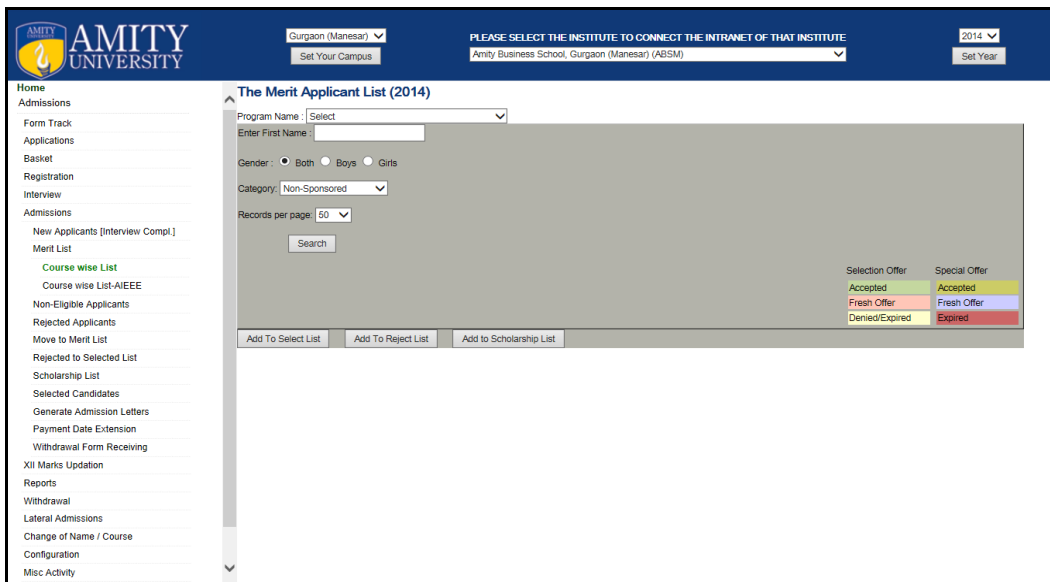 AMITY
AMITY
UNIVERSITY
Gurgaon (Manesar)
Set Your Campus
PLEASE SELECT THE INSTITUTE TO CONNECT THE INTRANET OF THAT INSTITUTE
Amity Business School, Gurgaon (Manesar) (ABSM)
2014
Set Year
Home
Admissions
Form Track
Applications
Basket
Registration
Interview
Admissions
New Applicants [Interview Compl.]
Merit List
Course wise List
Course wise List-AIEEE
Non-Eligible Applicants
Rejected Applicants
Move to Merit List
Rejected to Selected List
Scholarship List
Selected Candidates
Generate Admission Letters
Payment Date Extension
Withdrawal Form Receiving
XII Marks Updation
Reports
Withdrawal
Lateral Admissions
Change of Name / Course
Configuration
Misc Activity
The Merit Applicant List (2014)
Program Name : Select
Enter First Name :
Gender : Both Boys Girls
Category: Non-Sponsored
Records per page: 50
Search
Selection Offer Special Offer
Accepted Accepted
Fresh Offer Fresh Offer
Denied/Expired Expired
Add To Select List Add To Reject List Add to Scholarship List